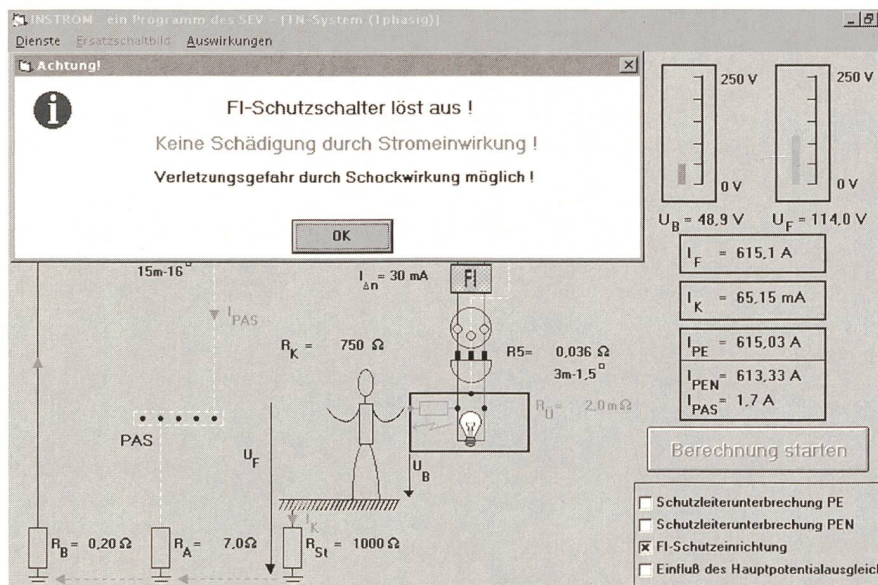 INSTROM ein Programm des SEV - [TN-System (1phasig)]
Dienste Ersatzschaltbild Auswirkungen
Achtung!
FI-Schutzschalter löst aus !
Keine Schädigung durch Stromeinwirkung !
Verletzungsgefahr durch Schockwirkung möglich !
OK
250 V
250 V
0 V
0 V
U_B = 48,9 V
U_F = 114,0 V
I_F = 615,1 A
I_K = 65,15 mA
I_PE = 615,03 A
I_PEN = 613,33 A
I_PAS = 1,7 A
Berechnung starten
Schutzleiterunterbrechung PE
Schutzleiterunterbrechung PEN
FI-Schutzeinrichtung
Einfluß des Hauptpotentialausgleich
15m-16□
I_Δn = 30 mA
FI
I_PAS
R_K = 750 Ω
R5= 0,036 Ω
3m-1,5□
R_Ü = 2,0mΩ
PAS
U_F
U_B
I_K
R_B = 0,20 Ω
R_A = 7,0Ω
R_St = 1000 Ω